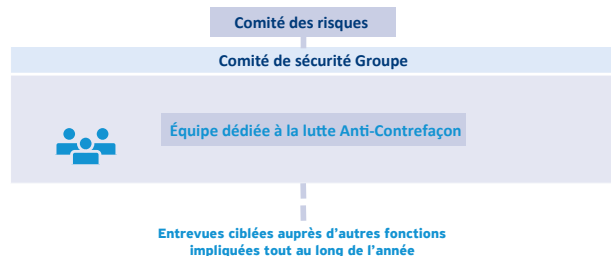 Comité des risques
Comité de sécurité Groupe
Équipe dédiée à la lutte Anti-Contrefaçon
Entrevues ciblées auprès d'autres fonctions
impliquées tout au long de l'année